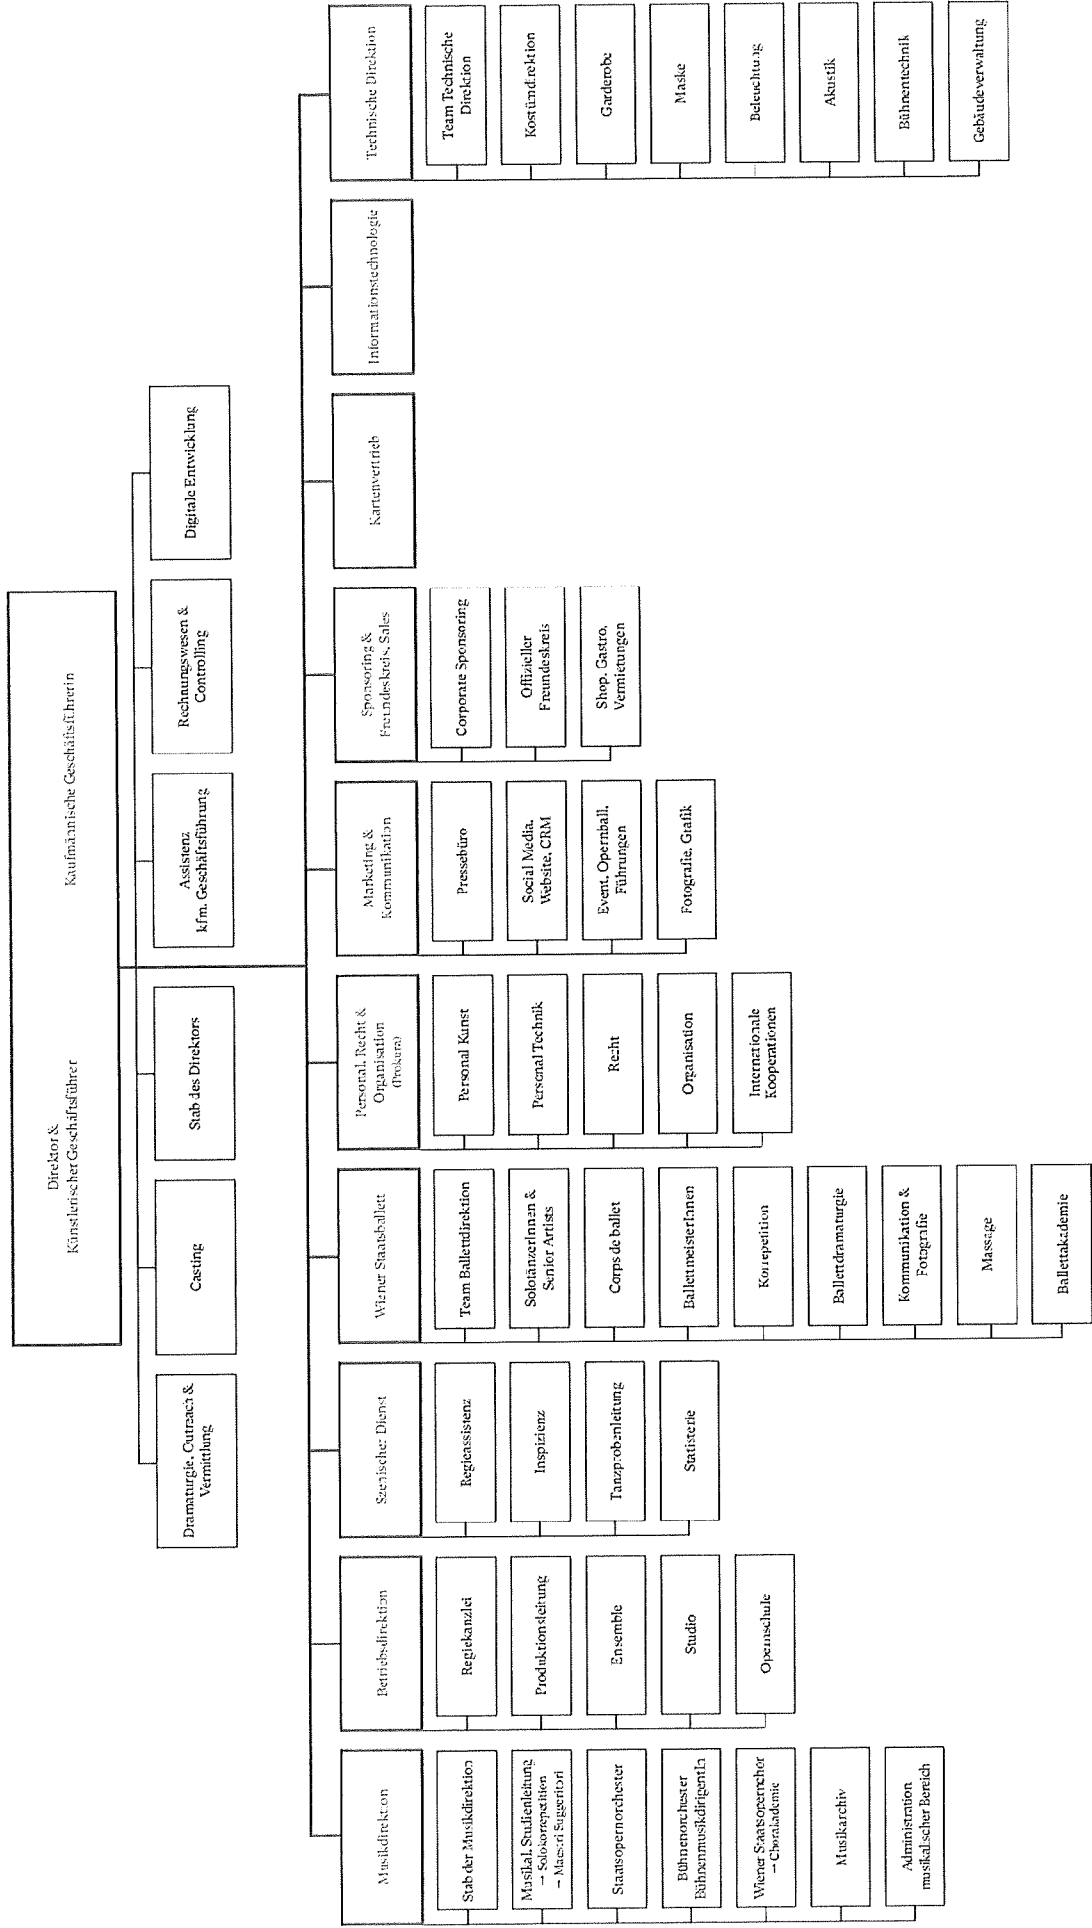 Direktor &
Künstlerischer Geschäftsführer
Kaufmännische Geschäftsführerin
Dramaturgie, Outreach &
Vermittlung
Casting
Stab des Direktors
Assistenz
kfm. Geschäftsführung
Rechnungswesen &
Controlling
Digitale Entwicklung
Musikdirektion
Stab der Musikdirektion
Musikal. Studienleitung
→ Solokorrepetition
→ Maestri Suggeritori
Staatsopernorchester
Bühnenorchester
BühnenmusikdirigentIn
Wiener Staatsopernchor
→ Chorakademie
Musikarchiv
Administration
musikalischer Bereich
Betriebsdirektion
Regiekanzlei
Produktionsleitung
Ensemble
Studio
Opernschule
Szenischer Dienst
Regieassistenz
Inspizienz
Tanzprobenleitung
Statisterie
Wiener Staatsballett
Team Ballettdirektion
SolotänzerInnen &
Senior Artists
Corps de ballet
BallettmeisterInnen
Korrepetition
Ballettdramaturgie
Kommunikation &
Fotografie
Massage
Ballettakademie
Personal, Recht &
Organisation
(Prokura)
Personal Kunst
Personal Technik
Recht
Organisation
Internationale
Kooperationen
Marketing &
Kommunikation
Pressebüro
Social Media,
Website, CRM
Event, Opernball,
Führungen
Fotografie, Grafik
Sponsoring &
Freundeskreis, Sales
Corporate Sponsoring
Offizieller
Freundeskreis
Shop, Gastro,
Vermietungen
Kartenvertrieb
Informationstechnologie
Technische Direktion
Team Technische
Direktion
Kostümdirektion
Garderobe
Maske
Beleuchtung
Akustik
Bühnentechnik
Gebäudeverwaltung